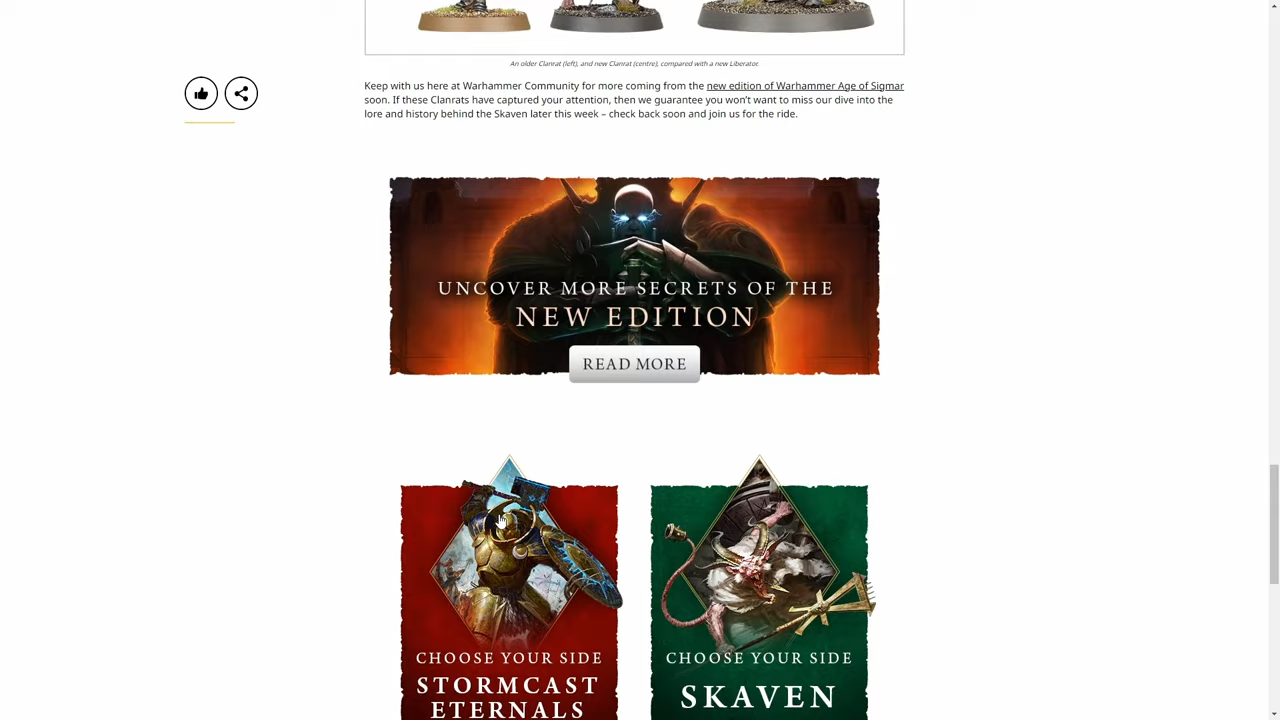 An older Clanrat (left), and new Clanrat (centre), compared with a new Liberator.
Keep with us here at Warhammer Community for more coming from the new edition of Warhammer Age of Sigmar
soon. If these Clanrats have captured your attention, then we guarantee you won't want to miss our dive into the
lore and history behind the Skaven later this week – check back soon and join us for the ride.
UNCOVER MORE SECRETS OF THE
NEW EDITION
READ MORE
CHOOSE YOUR SIDE
STORMCAST
ETERNALS
CHOOSE YOUR SIDE
SKAVEN